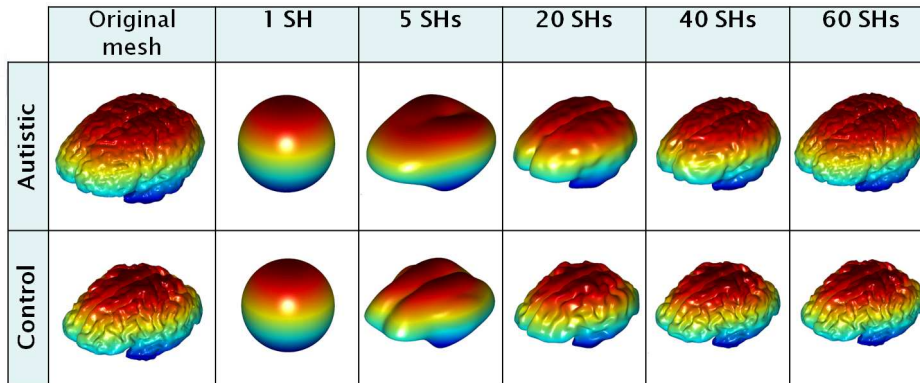 Original mesh
1 SH
5 SHs
20 SHs
40 SHs
60 SHs
Autistic
Control